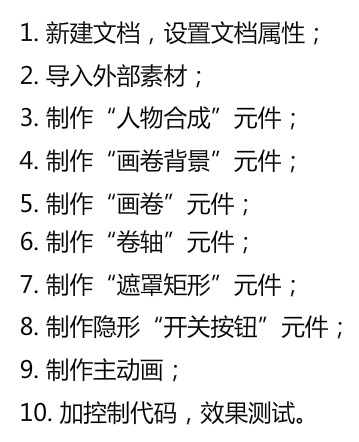 1. 新建文档，设置文档属性；
2. 导入外部素材；
3. 制作“人物合成”元件；
4. 制作“画卷背景”元件；
5. 制作“画卷”元件；
6. 制作“卷轴”元件；
7. 制作“遮罩矩形”元件；
8. 制作隐形“开关按钮”元件；
9. 制作主动画；
10. 加控制代码，效果测试。